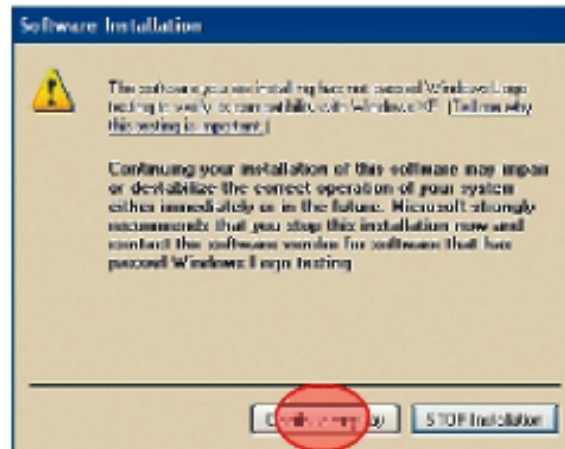 Software Installation
The software you are installing has not passed Windows Logo
testing to verify its compatibility with Windows XP. (Tell me why
this testing is important.)
Continuing your installation of this software may impair
or destabilize the correct operation of your system
either immediately or in the future. Microsoft strongly
recommends that you stop this installation now and
contact the software vendor for software that has
passed Windows Logo testing.
Continue Anyway
STOP Installation